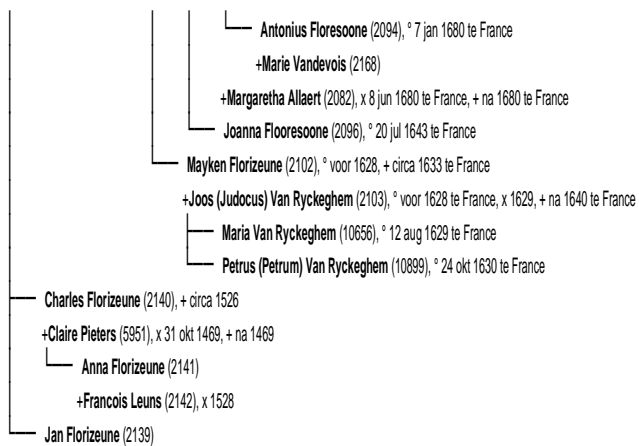 Antonius Floresoone (2094), ° 7 jan 1680 te France
+Marie Vandevois (2168)
+Margaretha Allaert (2082), x 8 jun 1680 te France, + na 1680 te France
Joanna Flooresoone (2096), ° 20 jul 1643 te France
Mayken Florizeune (2102), ° voor 1628, + circa 1633 te France
+Joos (Judocus) Van Ryckeghem (2103), ° voor 1628 te France, x 1629, + na 1640 te France
Maria Van Ryckeghem (10656), ° 12 aug 1629 te France
Petrus (Petrum) Van Ryckeghem (10899), ° 24 okt 1630 te France
Charles Florizeune (2140), + circa 1526
+Claire Pieters (5951), x 31 okt 1469, + na 1469
Anna Florizeune (2141)
+Francois Leuns (2142), x 1528
Jan Florizeune (2139)